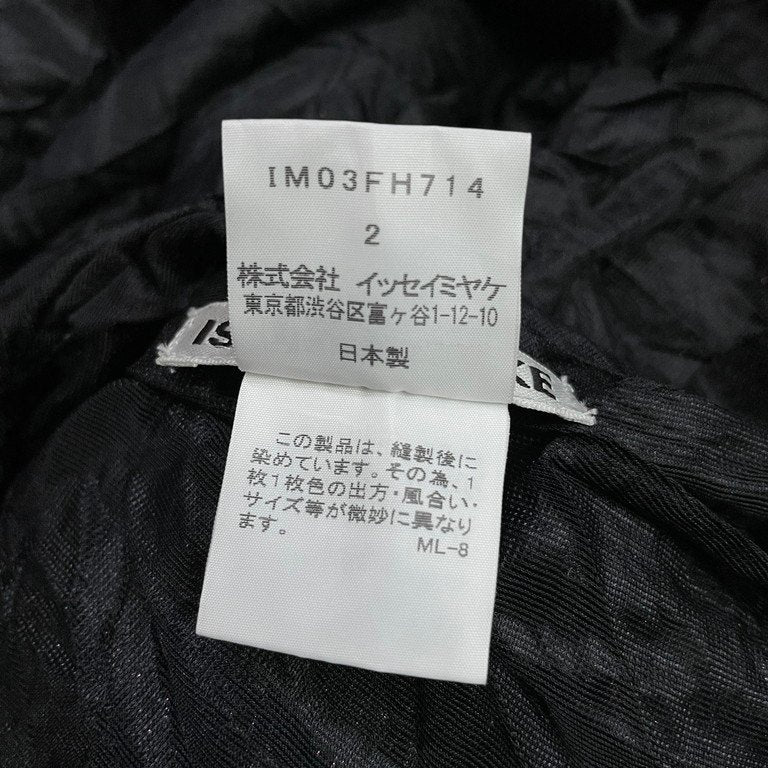 IM03FH714
2
株式会社 イッセイミヤケ
東京都渋谷区富ヶ谷1-12-10
日本製
この製品は、縫製後に
染めています。その為、1
枚1枚色の出方・風合い・
サイズ等が微妙に異なり
ます。
ML-8